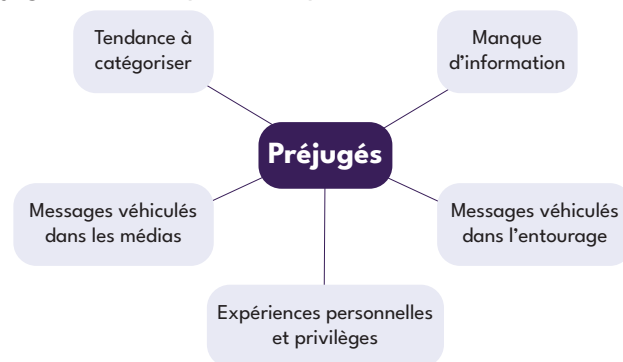 Tendance à
catégoriser
Manque
d'information
Préjugés
Messages véhiculés
dans les médias
Messages véhiculés
dans l'entourage
Expériences personnelles
et privilèges